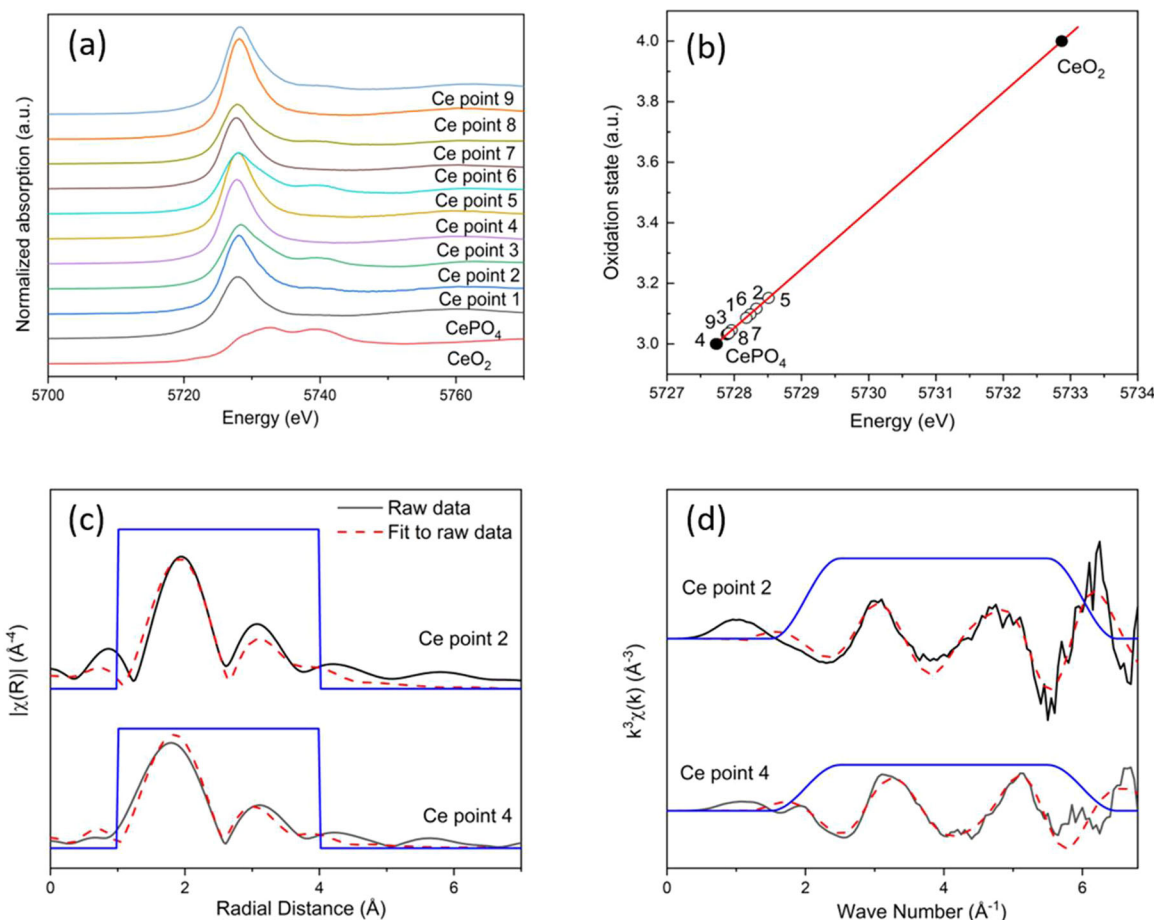 (a)
Normalized absorption (a.u.)
Ce point 9
Ce point 8
Ce point 7
Ce point 6
Ce point 5
Ce point 4
Ce point 3
Ce point 2
Ce point 1
CePO₄
CeO₂
5700 5720 5740 5760
Energy (eV)
(b)
Oxidation state (a.u.)
4.0
3.8
3.6
3.4
3.2
3.0
CeO₂
2
1 6
5
9 3
4
8 7
CePO₄
5727 5728 5729 5730 5731 5732 5733 5734
Energy (eV)
(c)
Raw data
Fit to raw data
|χ(R)| (Å⁻⁴)
Ce point 2
Ce point 4
0 2 4 6
Radial Distance (Å)
(d)
k³χ(k) (Å⁻³)
Ce point 2
Ce point 4
0 2 4 6
Wave Number (Å⁻¹)